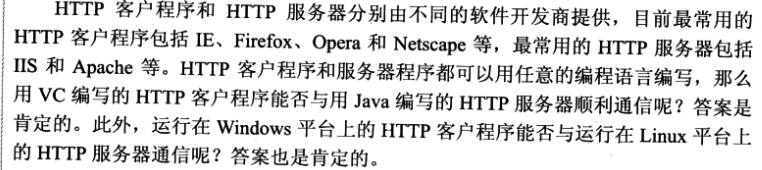 HTTP 客户程序和 HTTP 服务器分别由不同的软件开发商提供，目前最常用的
HTTP 客户程序包括 IE、Firefox、Opera 和 Netscape 等，最常用的 HTTP 服务器包括
IIS 和 Apache 等。HTTP 客户程序和服务器程序都可以用任意的编程语言编写，那么
用 VC 编写的 HTTP 客户程序能否与用 Java 编写的 HTTP 服务器顺利通信呢？答案是
肯定的。此外，运行在 Windows 平台上的 HTTP 客户程序能否与运行在 Linux 平台上
的 HTTP 服务器通信呢？答案也是肯定的。